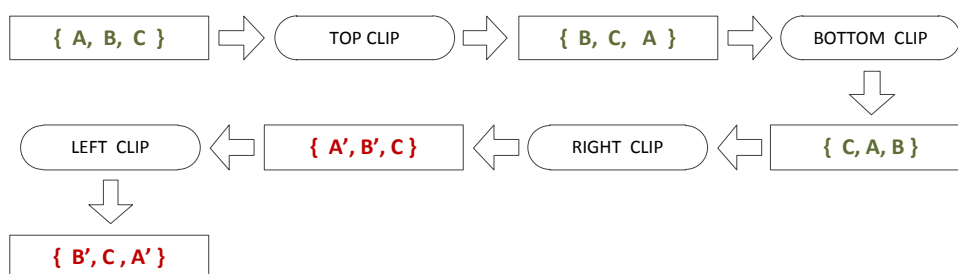 { A, B, C }
TOP CLIP
{ B, C, A }
BOTTOM CLIP
{ C, A, B }
RIGHT CLIP
{ A’, B’, C }
LEFT CLIP
{ B’, C , A’ }